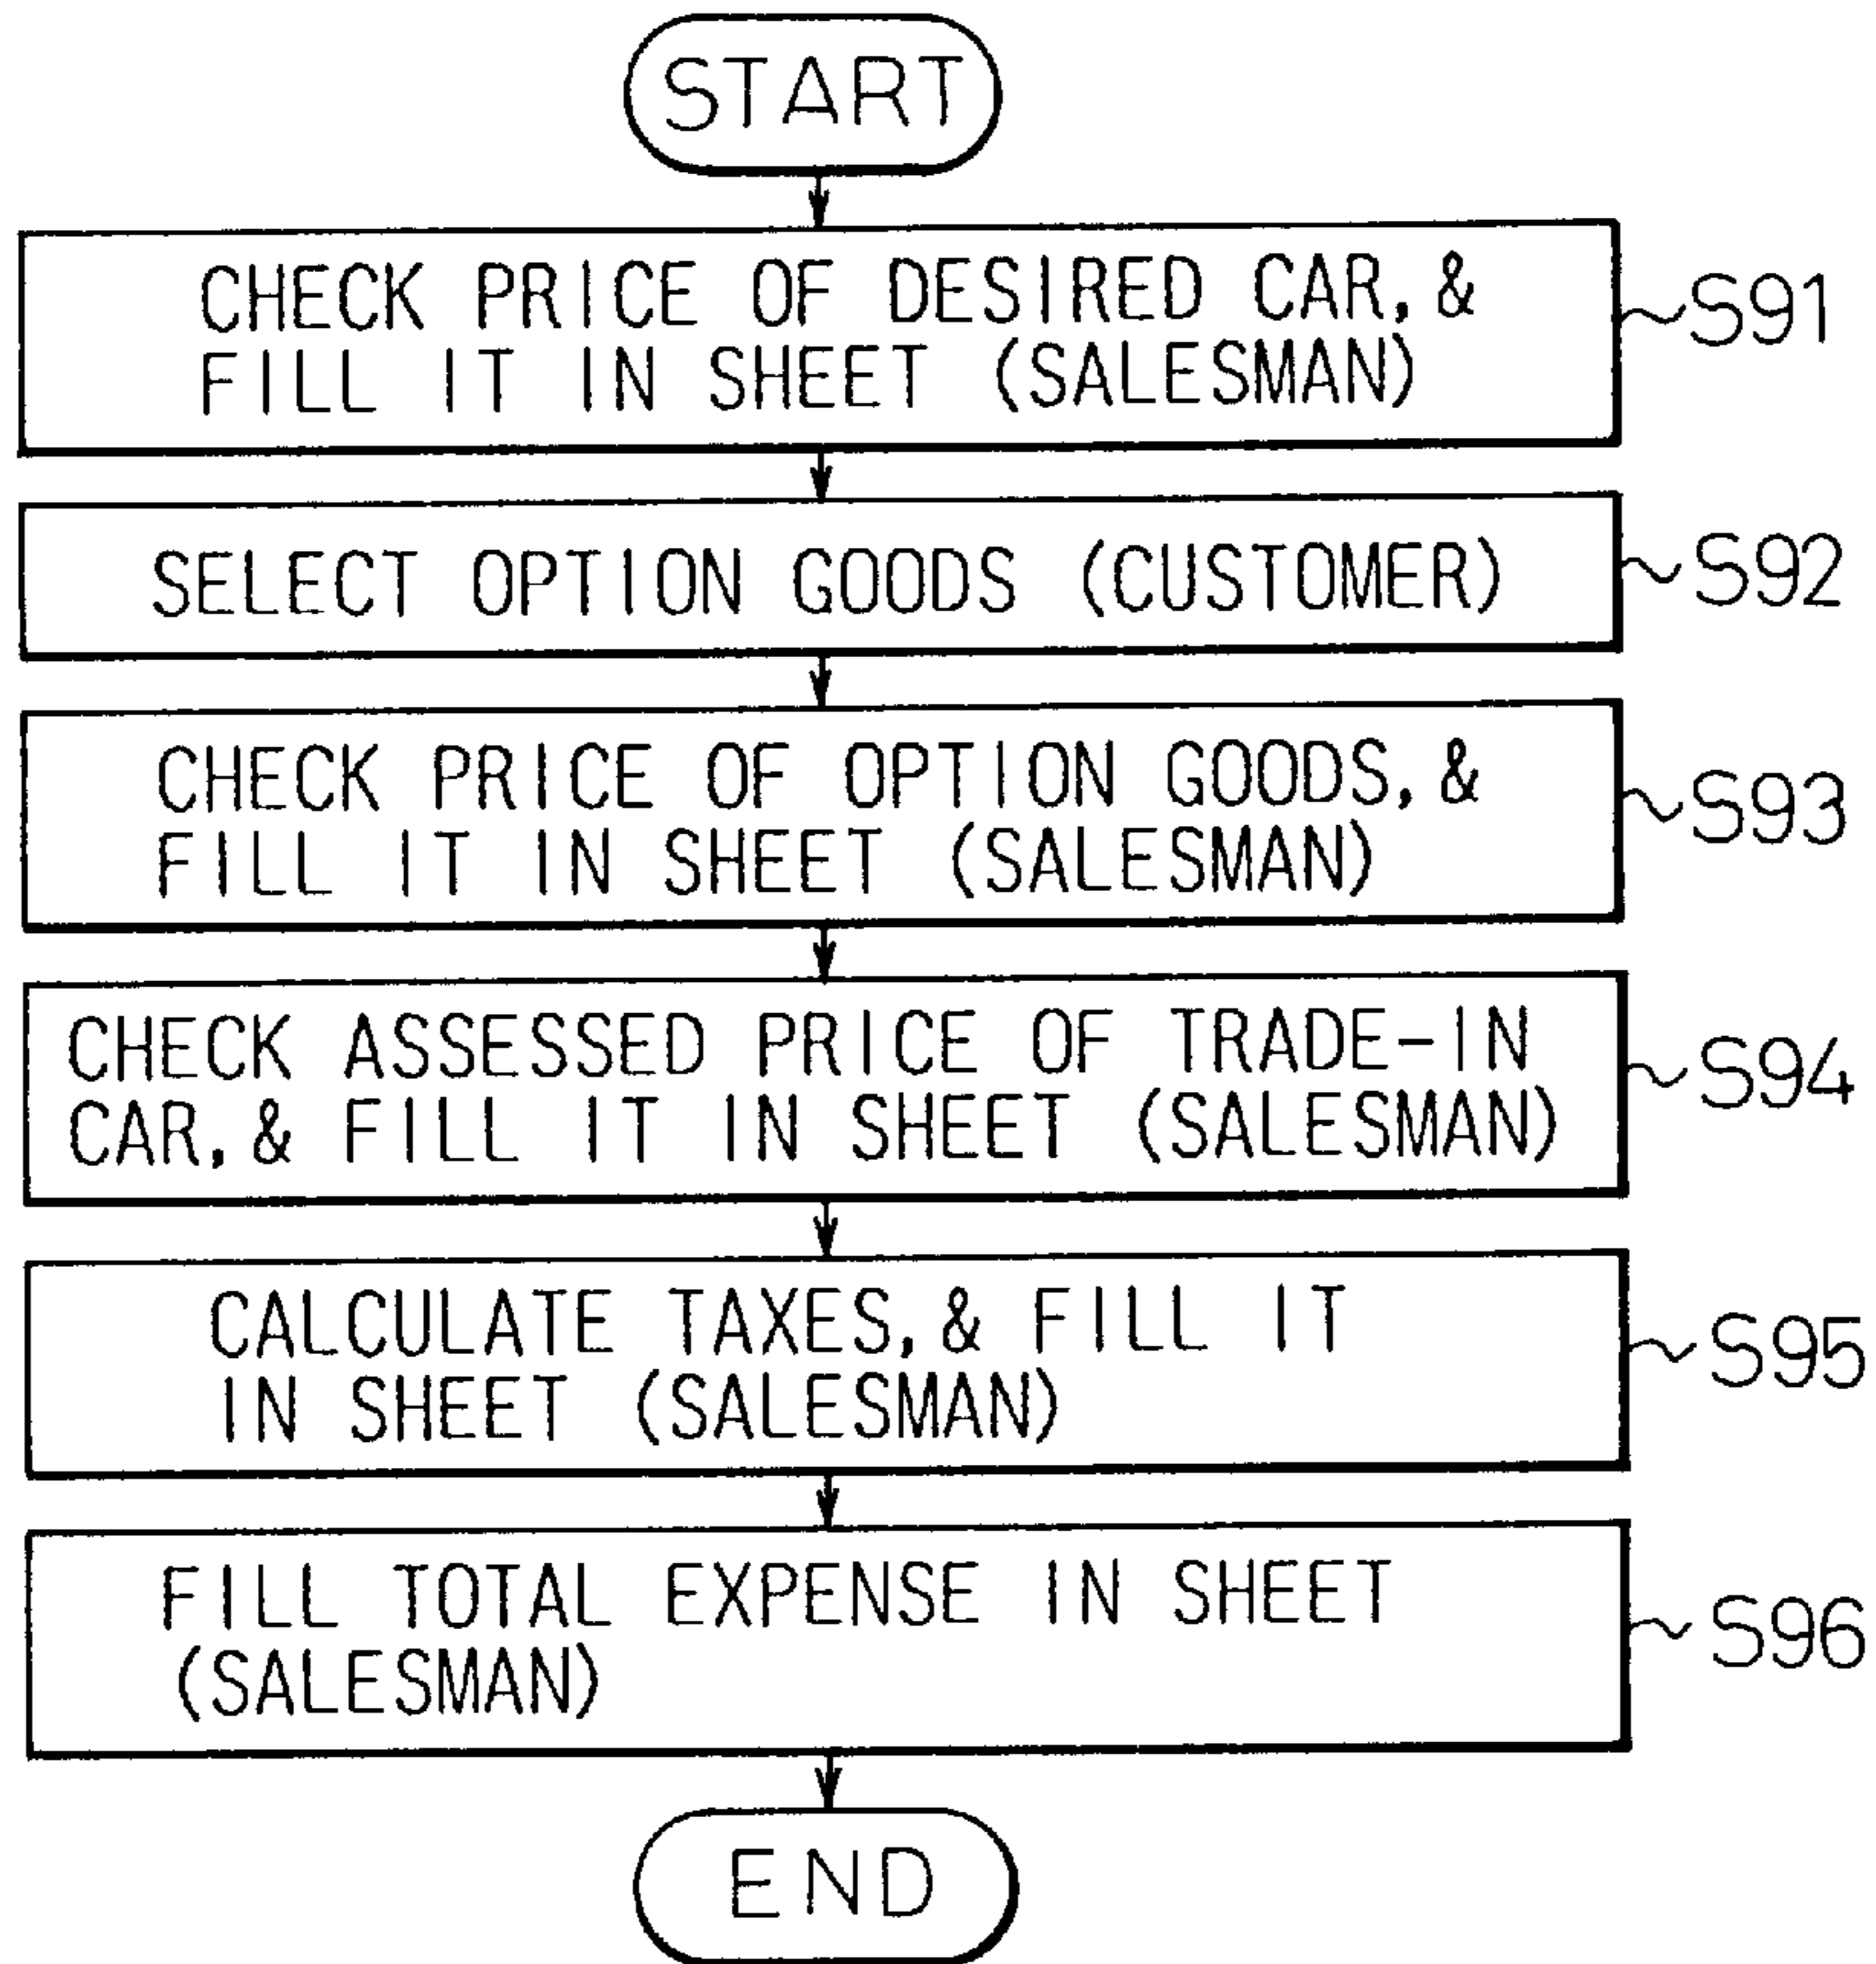 START
CHECK PRICE OF DESIRED CAR, &
FILL IT IN SHEET (SALESMAN)
S91
SELECT OPTION GOODS (CUSTOMER)
S92
CHECK PRICE OF OPTION GOODS, &
FILL IT IN SHEET (SALESMAN)
S93
CHECK ASSESSED PRICE OF TRADE-IN
CAR, & FILL IT IN SHEET (SALESMAN)
S94
CALCULATE TAXES, & FILL IT
IN SHEET (SALESMAN)
S95
FILL TOTAL EXPENSE IN SHEET
(SALESMAN)
S96
END